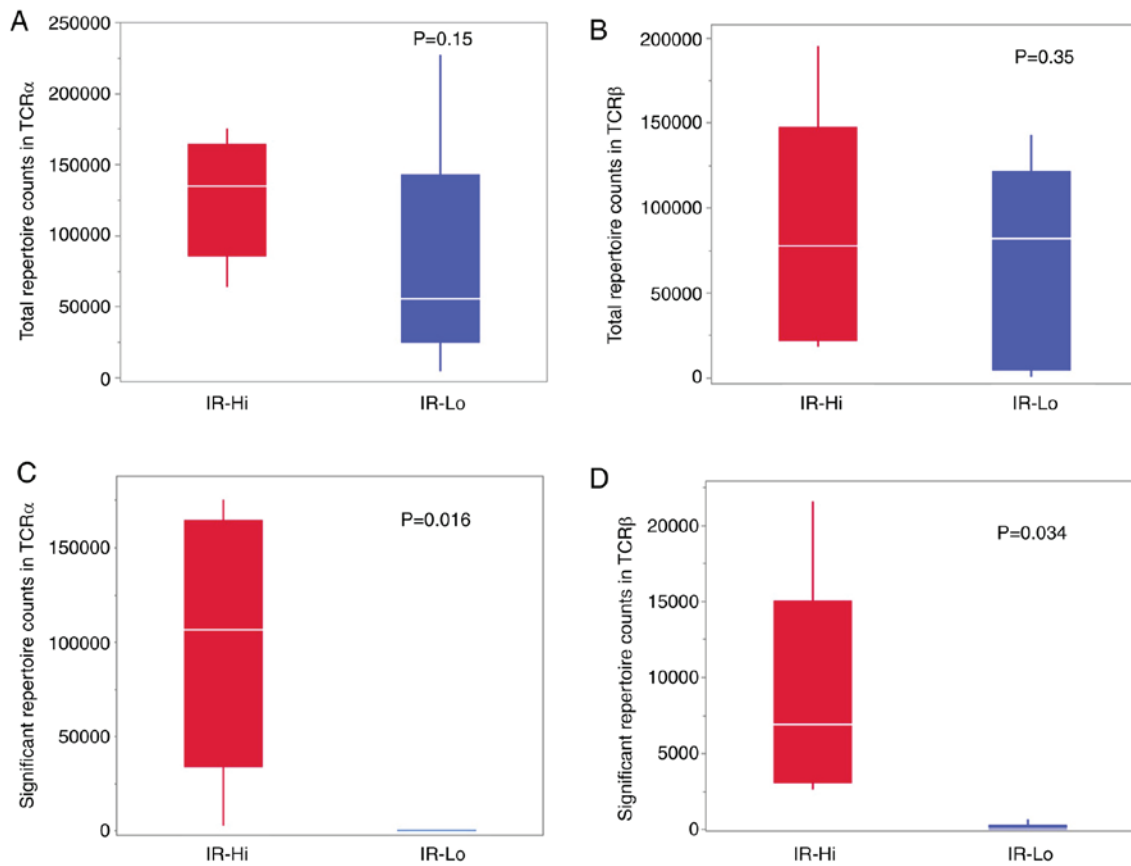 A
Total repertoire counts in TCRα
250000
200000
150000
100000
50000
0
P=0.15
IR-Hi
IR-Lo
B
Total repertoire counts in TCRβ
200000
150000
100000
50000
0
P=0.35
IR-Hi
IR-Lo
C
Significant repertoire counts in TCRα
150000
100000
50000
0
P=0.016
IR-Hi
IR-Lo
D
Significant repertoire counts in TCRβ
20000
15000
10000
5000
0
P=0.034
IR-Hi
IR-Lo